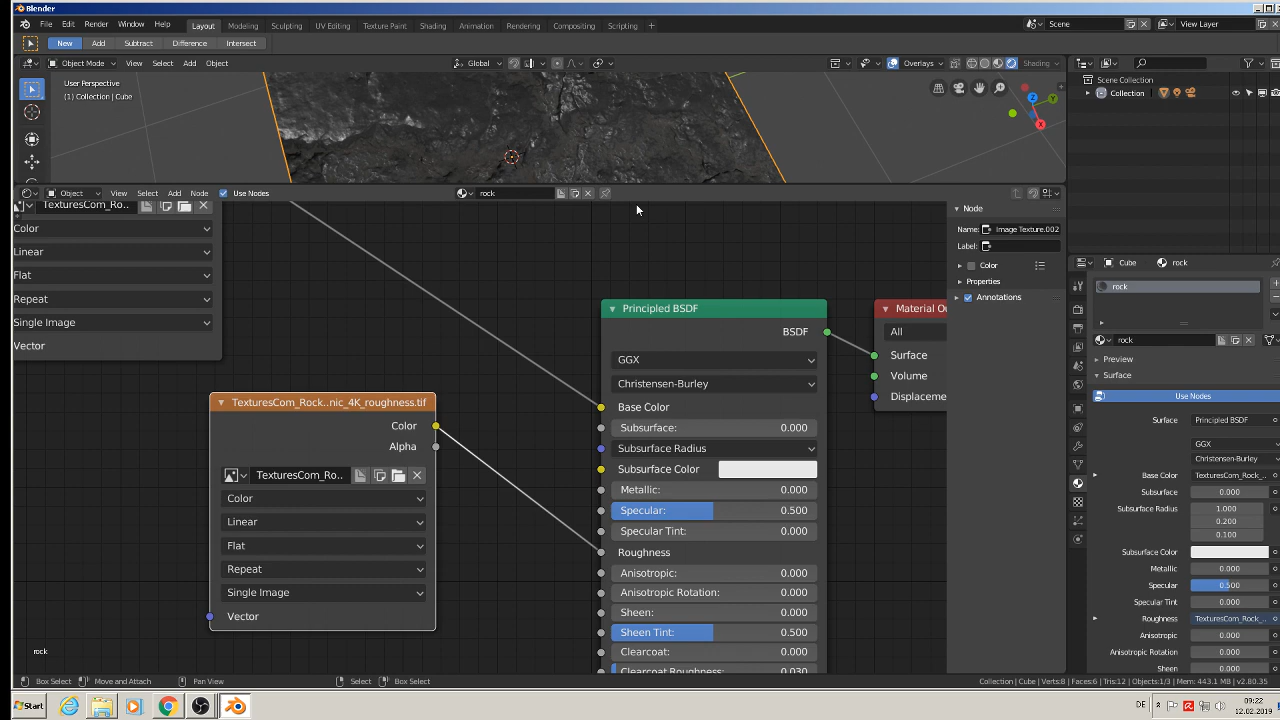 Blender
File Edit Render Window Help Layout Modeling Sculpting UV Editing Texture Paint Shading Animation Rendering Compositing Scripting + Scene View Layer
New Add Subtract Difference Intersect
Object Mode View Select Add Object Global Overlays Shading
User Perspective
(1) Collection | Cube
Z
Y
X
Scene Collection
Collection
Object View Select Add Node Use Nodes rock
TexturesCom_Ro..
Color
Linear
Flat
Repeat
Single Image
Vector
TexturesCom_Rock..nic_4K_roughness.tif
Color
Alpha
TexturesCom_Ro..
Color
Linear
Flat
Repeat
Single Image
Vector
Principled BSDF
BSDF
GGX
Christensen-Burley
Base Color
Subsurface: 0.000
Subsurface Radius
Subsurface Color
Metallic: 0.000
Specular: 0.500
Specular Tint: 0.000
Roughness
Anisotropic: 0.000
Anisotropic Rotation: 0.000
Sheen: 0.000
Sheen Tint: 0.500
Clearcoat: 0.000
Clearcoat Roughness: 0.030
Material Ou
All
Surface
Volume
Displaceme
Node
Name: Image Texture.002
Label:
Color
Properties
Annotations
Cube rock
rock
rock
Preview
Surface
Use Nodes
Surface Principled BSDF
GGX
Christensen-Burley
Base Color TexturesCom_Rock_..
Subsurface 0.000
Subsurface Radius 1.000
0.200
0.100
Subsurface Color
Metallic 0.000
Specular 0.500
Specular Tint 0.000
Roughness TexturesCom_Rock_...
Anisotropic 0.000
Anisotropic Rotation 0.000
Sheen 0.000
rock
Box Select Move and Attach Pan View Select Box Select Collection | Cube | Verts:8 | Faces:6 | Tris:12 | Objects:1/3 | Mem: 443.1 MB | v2.80.35
Start DE 09:22
12.02.2019